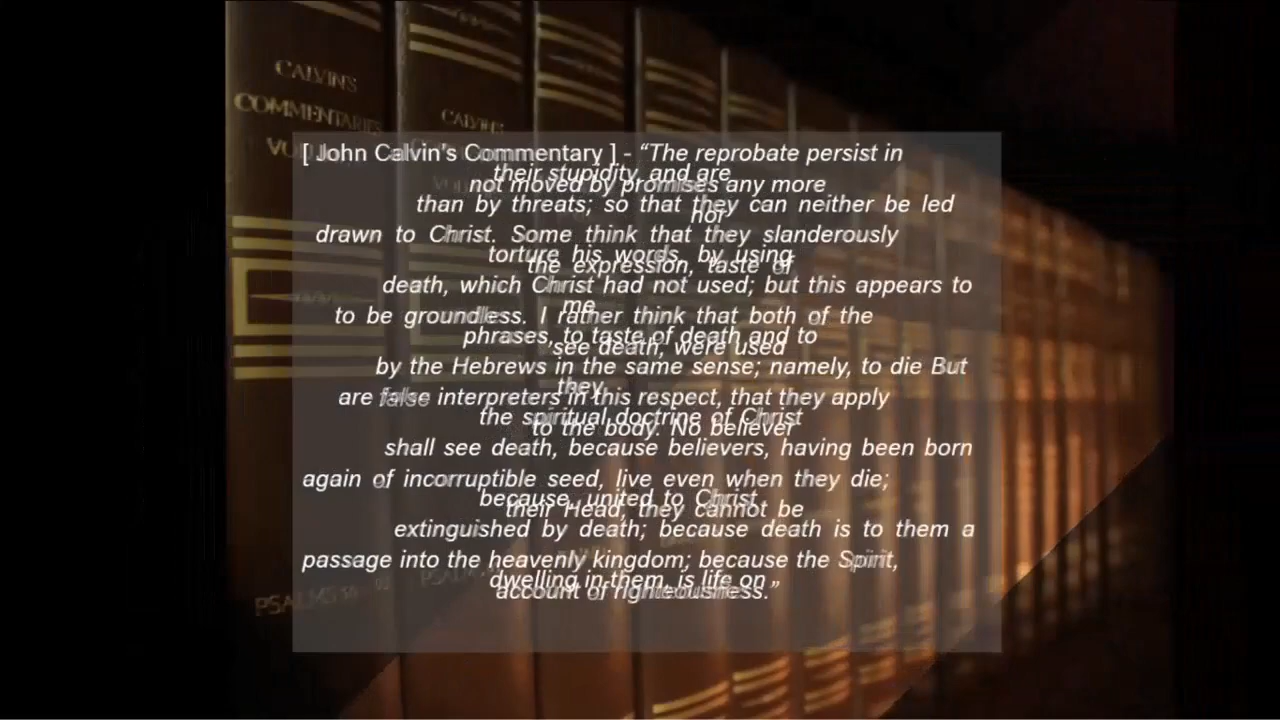 CALVIN'S
COMMENTARIES
CALVIN'S
[ John Calvin's Commentary ] - “The reprobate persist in
their stupidity, and are
not moved by promises any more
than by threats; so that they can neither be led
nor
drawn to Christ. Some think that they slanderously
torture his words, by using
the expression, taste of
death, which Christ had not used; but this appears to
me
to be groundless. I rather think that both of the
phrases, to taste of death and to
see death, were used
by the Hebrews in the same sense; namely, to die But
they
are false interpreters in this respect, that they apply
the spiritual doctrine of Christ
to the body. No believer
shall see death, because believers, having been born
again of incorruptible seed, live even when they die;
because, united to Christ
their Head, they cannot be
extinguished by death; because death is to them a
passage into the heavenly kingdom; because the Spirit,
dwelling in them, is life on
account of righteousness.”